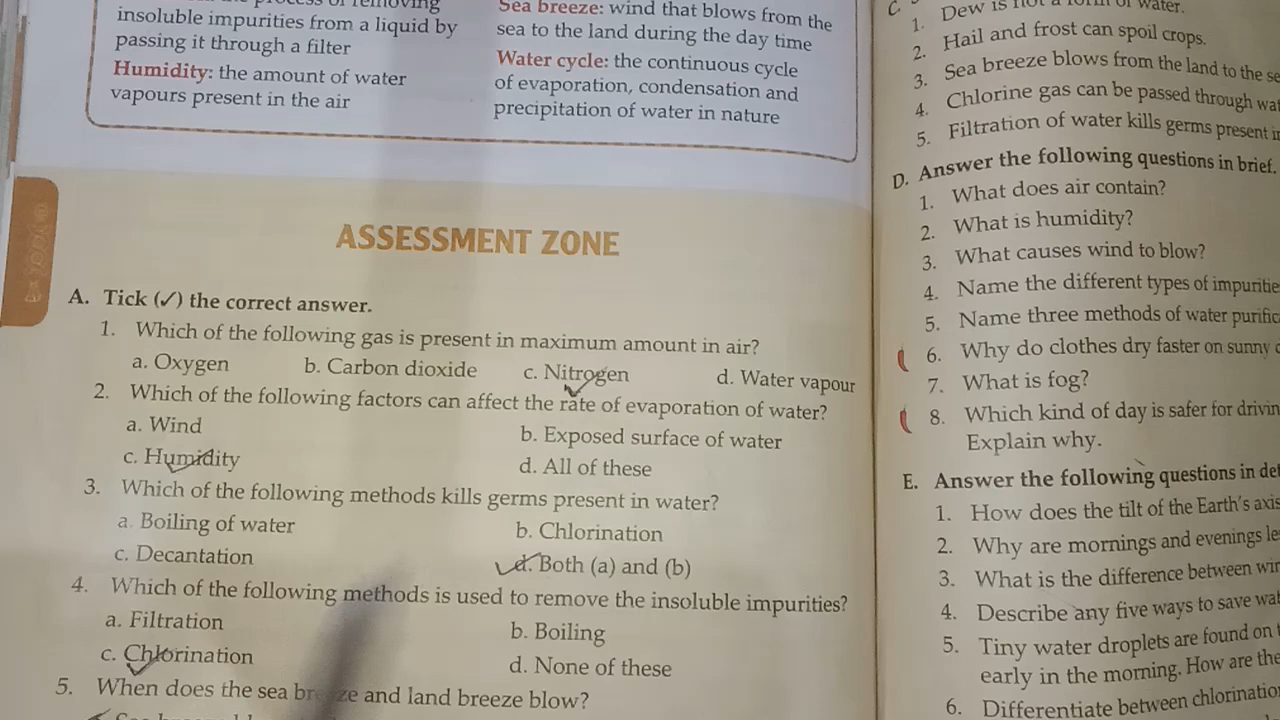 insoluble impurities from a liquid by
passing it through a filter
Humidity: the amount of water
vapours present in the air
Sea breeze: wind that blows from the
sea to the land during the day time
Water cycle: the continuous cycle
of evaporation, condensation and
precipitation of water in nature
ASSESSMENT ZONE
A. Tick (✓) the correct answer.
1. Which of the following gas is present in maximum amount in air?
a. Oxygen b. Carbon dioxide c. Nitrogen d. Water vapour
2. Which of the following factors can affect the rate of evaporation of water?
a. Wind b. Exposed surface of water
c. Humidity d. All of these
3. Which of the following methods kills germs present in water?
a. Boiling of water b. Chlorination
c. Decantation d. Both (a) and (b)
4. Which of the following methods is used to remove the insoluble impurities?
a. Filtration b. Boiling
c. Chlorination d. None of these
5. When does the sea breeze and land breeze blow?
C.
1. Dew is not a form of water.
2. Hail and frost can spoil crops.
3. Sea breeze blows from the land to the
4. Chlorine gas can be passed through
5. Filtration of water kills germs present
D. Answer the following questions in brief.
1. What does air contain?
2. What is humidity?
3. What causes wind to blow?
4. Name the different types of
5. Name three methods of water
6. Why do clothes dry faster on sunny
7. What is fog?
8. Which kind of day is safer for
Explain why.
E. Answer the following questions in
1. How does the tilt of the Earth's
2. Why are mornings and evenings
3. What is the difference between
4. Describe any five ways to save
5. Tiny water droplets are found on
early in the morning. How are
6. Differentiate between